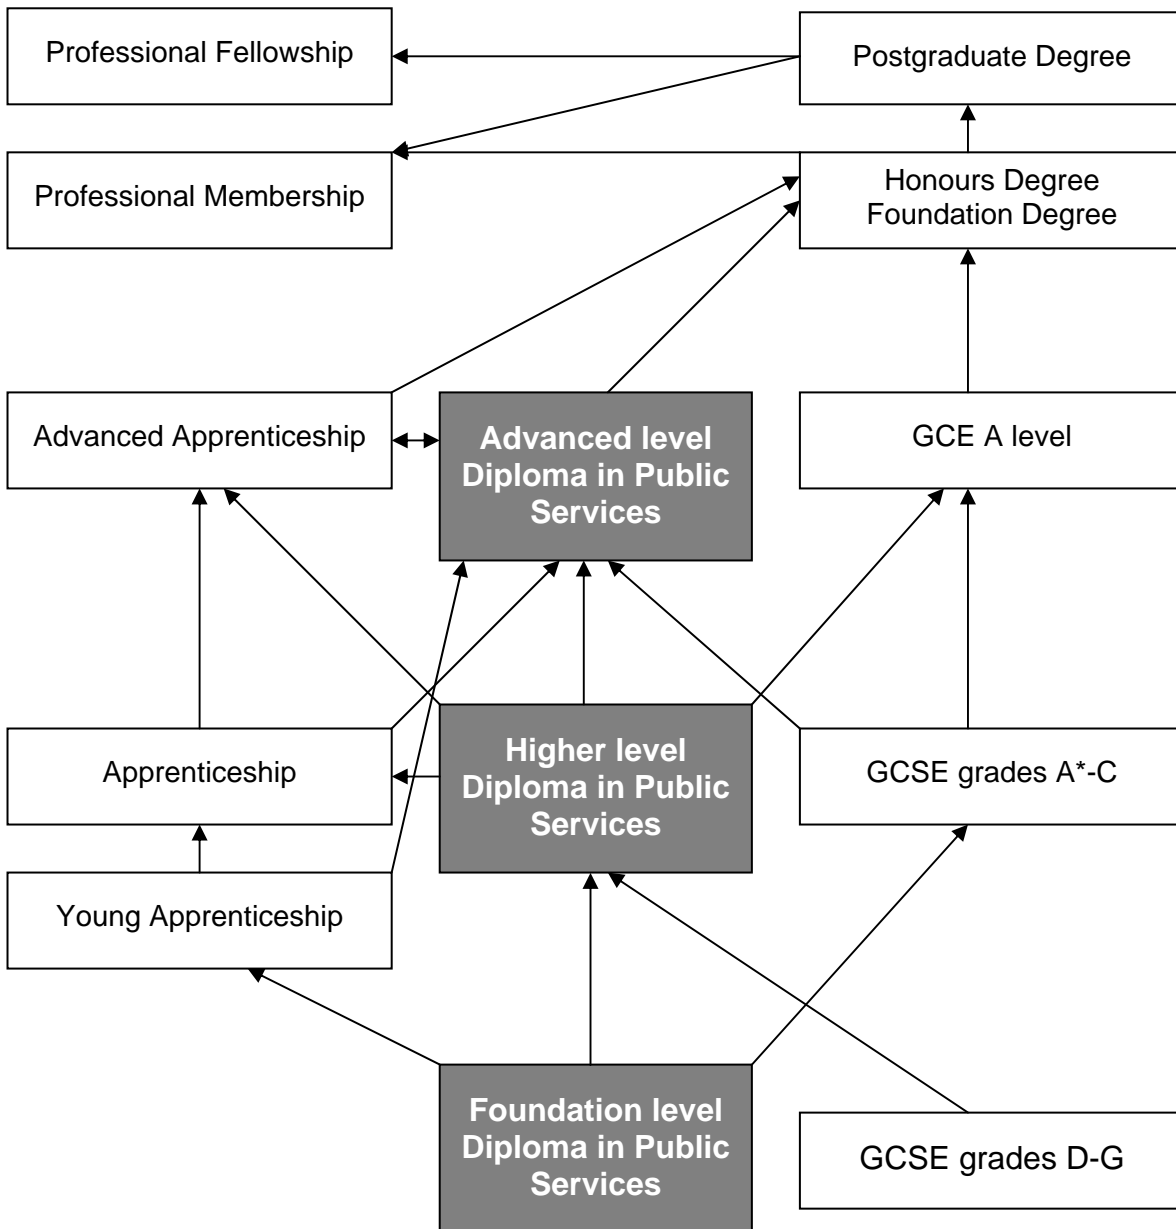 Professional Fellowship
Postgraduate Degree
Professional Membership
Honours Degree
Foundation Degree
Advanced Apprenticeship
Advanced level
Diploma in Public
Services
GCE A level
Apprenticeship
Higher level
Diploma in Public
Services
GCSE grades A*-C
Young Apprenticeship
Foundation level
Diploma in Public
Services
GCSE grades D-G